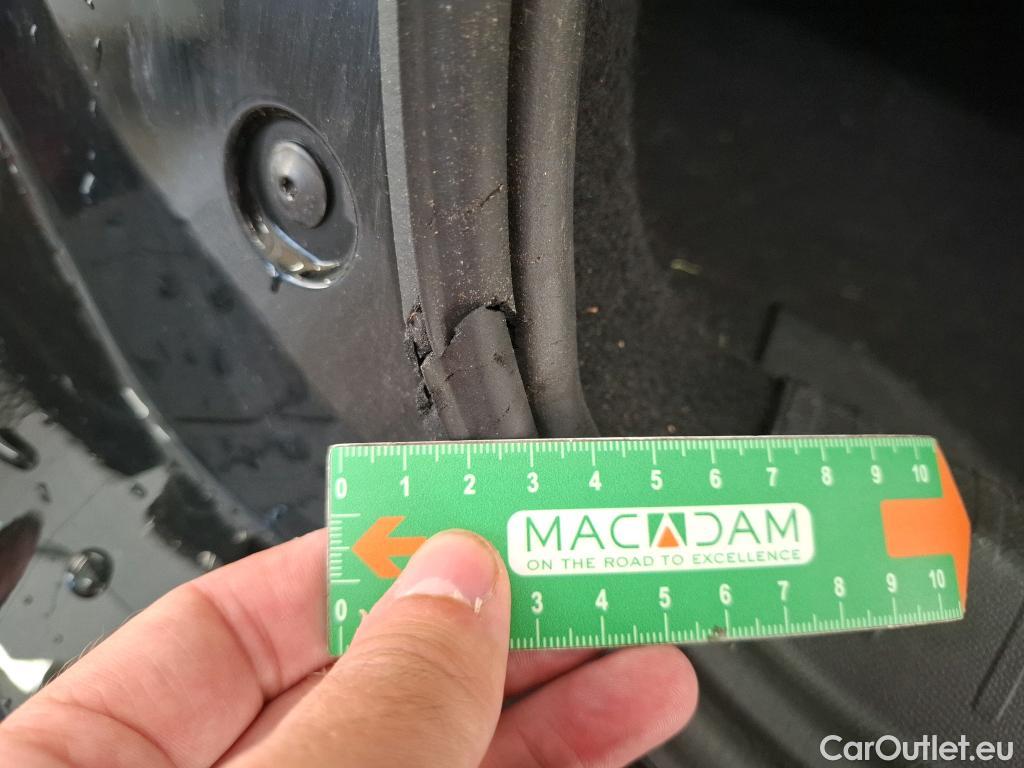 0 1 2 3 4 5 6 7 8 9 10
MACADAM
ON THE ROAD TO EXCELLENCE
0 3 4 5 6 7 8 9 10
CarOutlet.eu